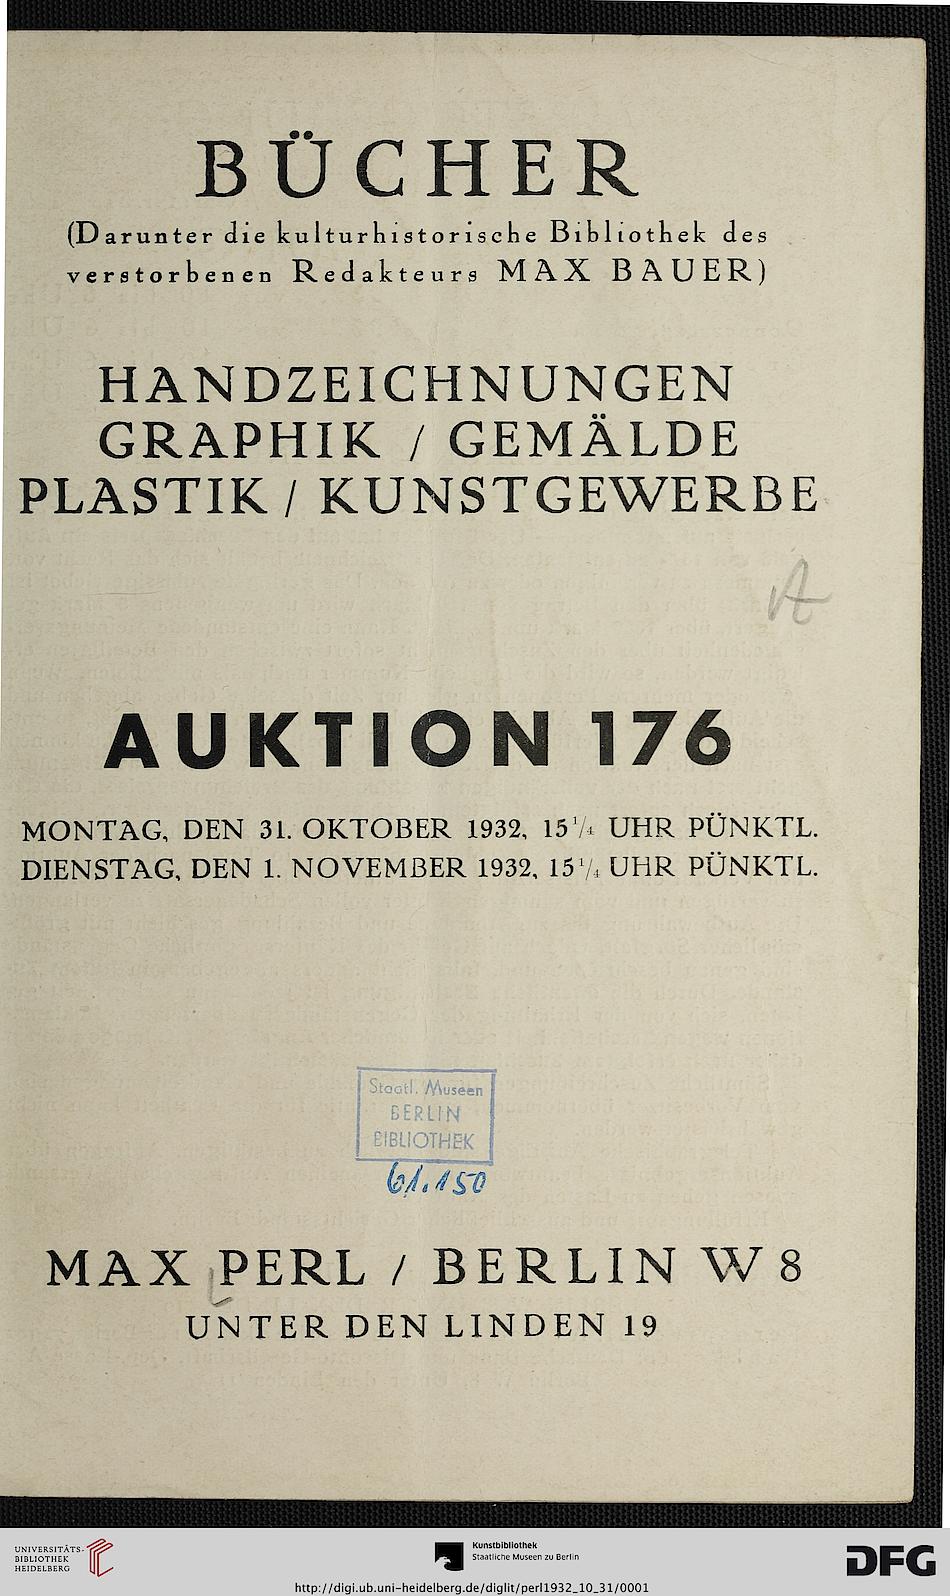 BÜCHER
(Darunter die kulturhistorische Bibliothek des
verstorbenen Redakteurs MAX BAUER)
HANDZEICHNUNGEN
GRAPHIK / GEMÄLDE
PLASTIK / KUNSTGEWERBE
A
AUKTION 176
MONTAG, DEN 31. OKTOBER 1932, 15¼ UHR PÜNKTL.
DIENSTAG, DEN 1. NOVEMBER 1932, 15¼ UHR PÜNKTL.
Staatl. Museen
BERLIN
BIBLIOTHEK
61.150
MAX PERL / BERLIN W 8
UNTER DEN LINDEN 19
UNIVERSITÄTS-
BIBLIOTHEK
HEIDELBERG
Kunstbibliothek
Staatliche Museen zu Berlin
DFG
http://digi.ub.uni-heidelberg.de/diglit/perl1932_10_31/0001